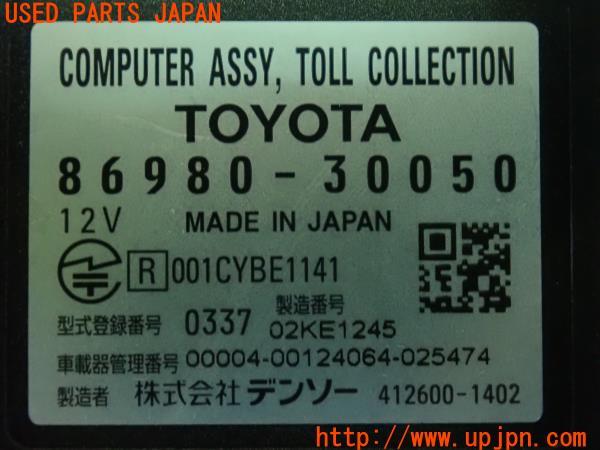 USED PARTS JAPAN
COMPUTER ASSY, TOLL COLLECTION
TOYOTA
86980-30050
12V MADE IN JAPAN
R 001CYBE1141
型式登録番号 0337 製造番号 02KE1245
車載器管理番号 00004-00124064-025474
製造者 株式会社デンソー 412600-1402
http://www.upjpn.com